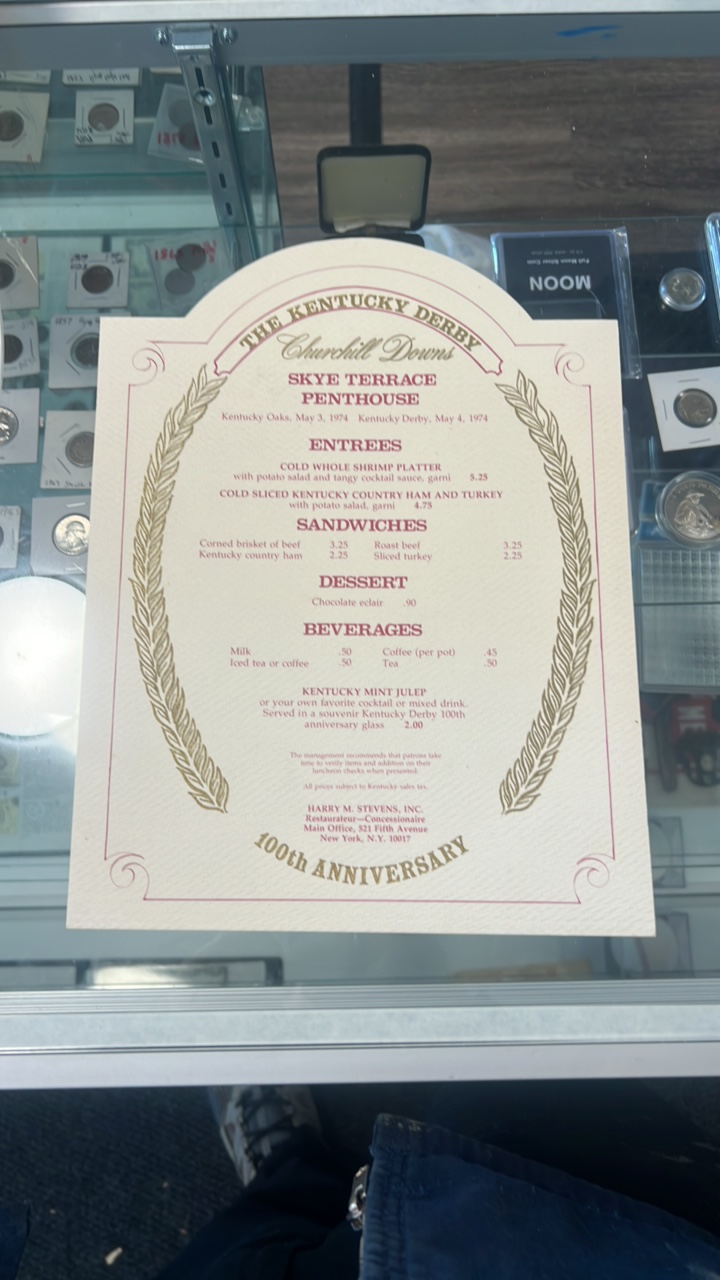 THE KENTUCKY DERBY
Churchill Downs
SKYE TERRACE
PENTHOUSE
Kentucky Oaks, May 3, 1974 Kentucky Derby, May 4, 1974
ENTREES
COLD WHOLE SHRIMP PLATTER
with potato salad and tangy cocktail sauce, garni 5.25
COLD SLICED KENTUCKY COUNTRY HAM AND TURKEY
with potato salad, garni 4.75
SANDWICHES
Corned brisket of beef 3.25 Roast beef 3.25
Kentucky country ham 2.25 Sliced turkey 2.25
DESSERT
Chocolate eclair .90
BEVERAGES
Milk .50 Coffee (per pot) .45
Iced tea or coffee .50 Tea .50
KENTUCKY MINT JULEP
or your own favorite cocktail or mixed drink.
Served in a souvenir Kentucky Derby 100th
anniversary glass 2.00
The management recommends that patrons take
time to verify items and addition on their
luncheon checks when presented.
All prices subject to Kentucky sales tax.
HARRY M. STEVENS, INC.
Restaurateur—Concessionaire
Main Office, 521 Fifth Avenue
New York, N.Y. 10017
100th ANNIVERSARY
MOON
Full Moon Silver Coin